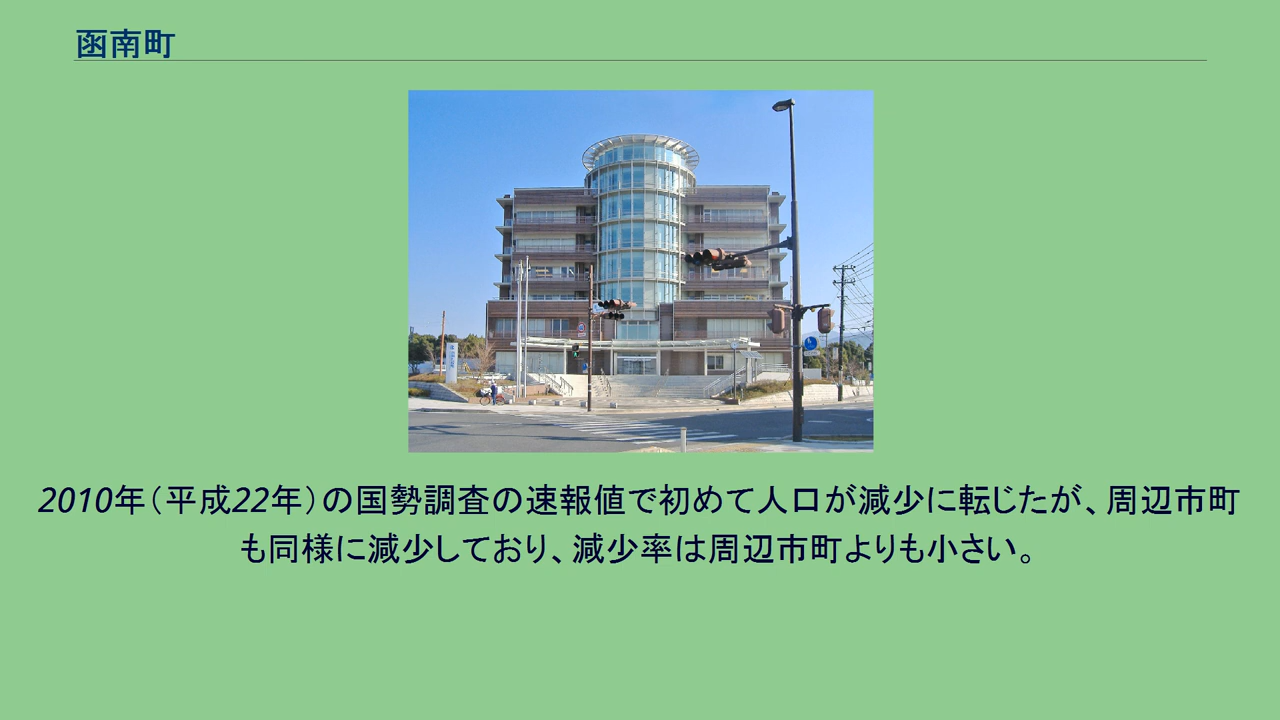 函南町
2010年（平成22年）の国勢調査の速報値で初めて人口が減少に転じたが、周辺市町
も同様に減少しており、減少率は周辺市町よりも小さい。